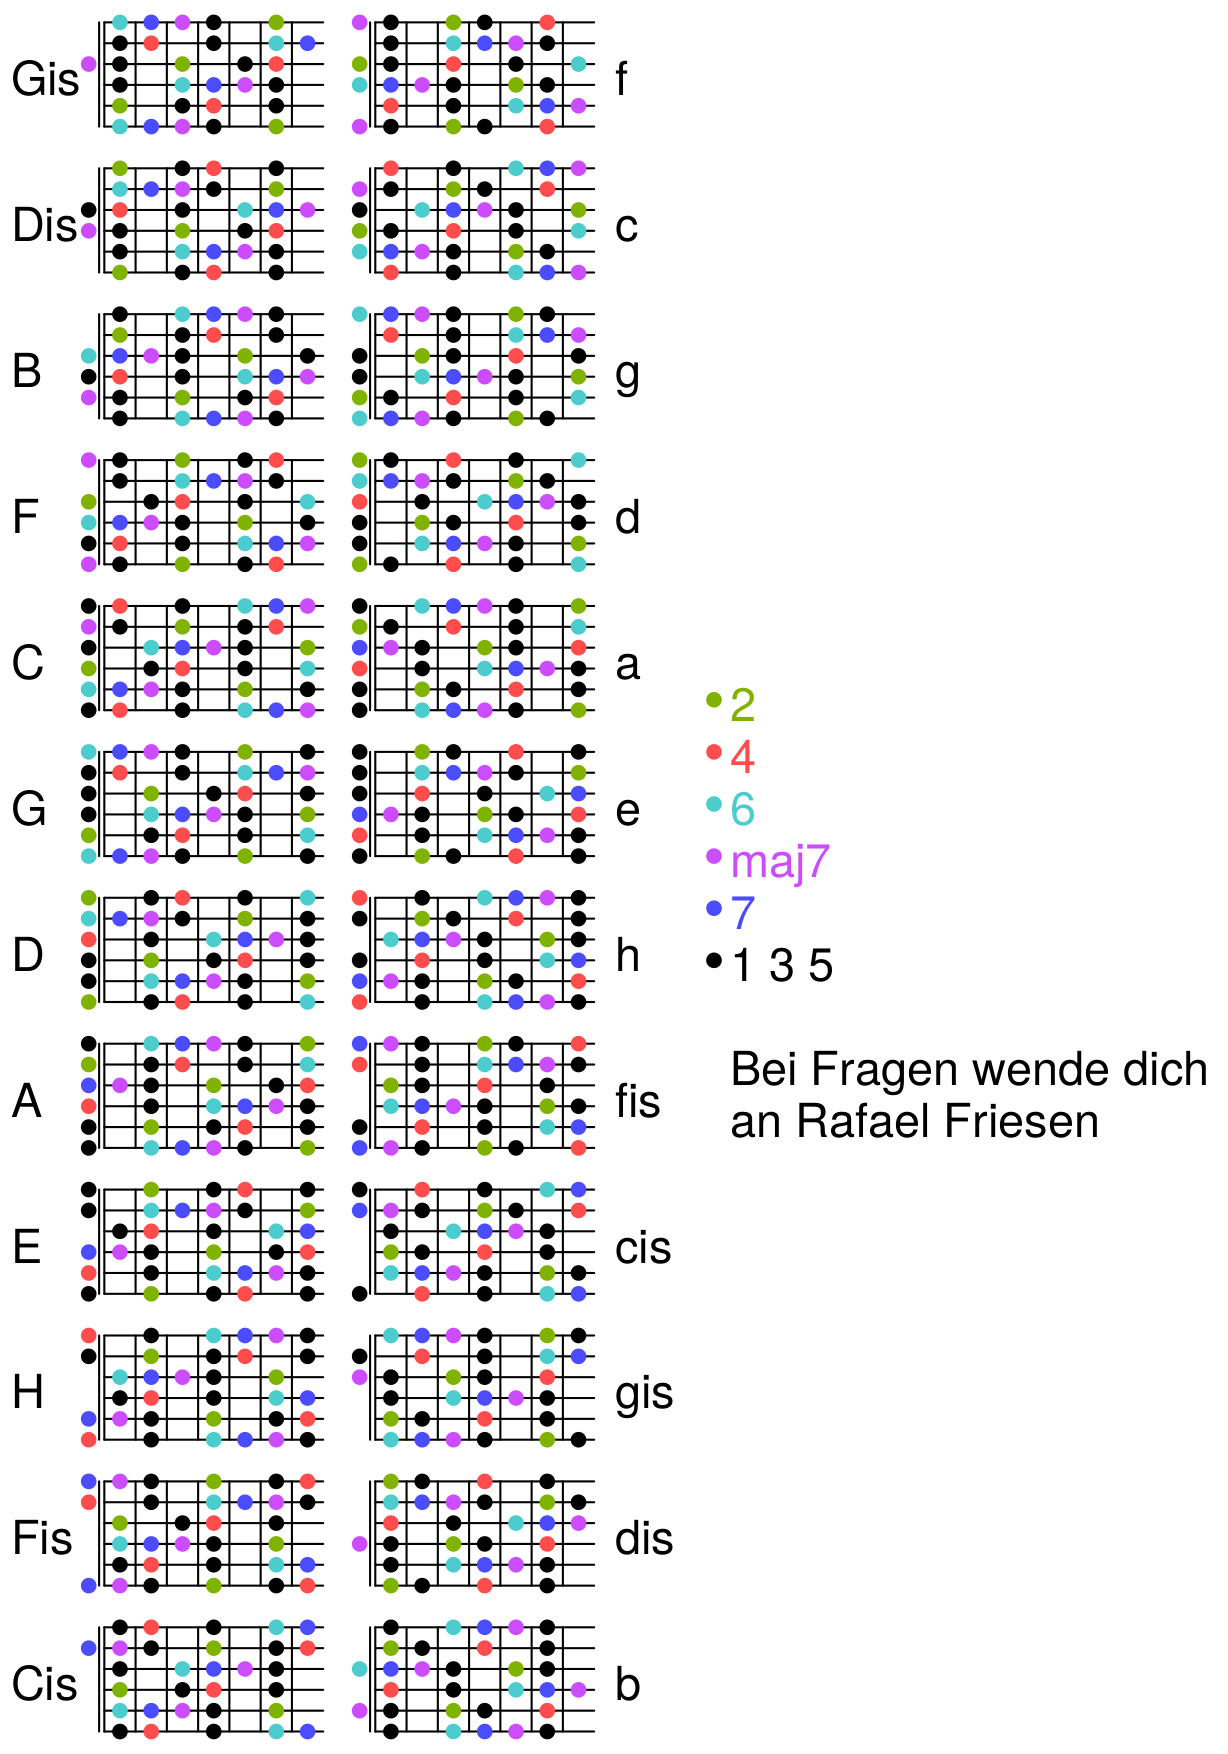 Gis f
Dis c
B g
F d
C a
G e
D h
A fis
E cis
H gis
Fis dis
Cis b
2
4
6
maj7
7
1 3 5
Bei Fragen wende dich
an Rafael Friesen